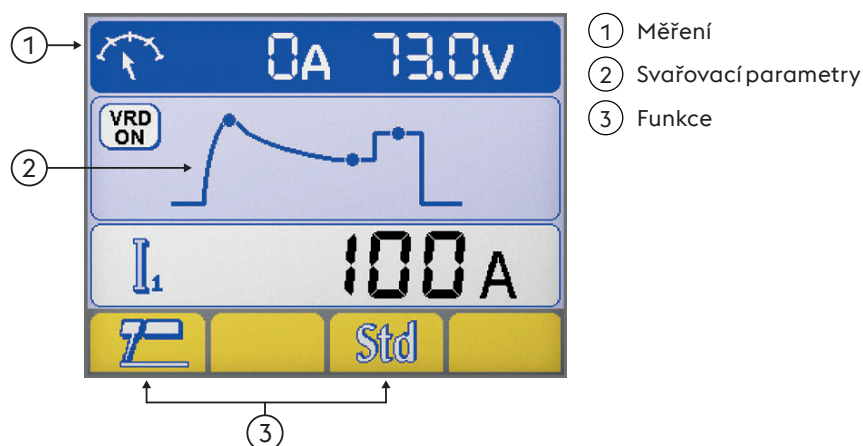 1
0A 73.0V
VRD
ON
2
I1
100A
Std
3
1 Měření
2 Svařovací parametry
3 Funkce